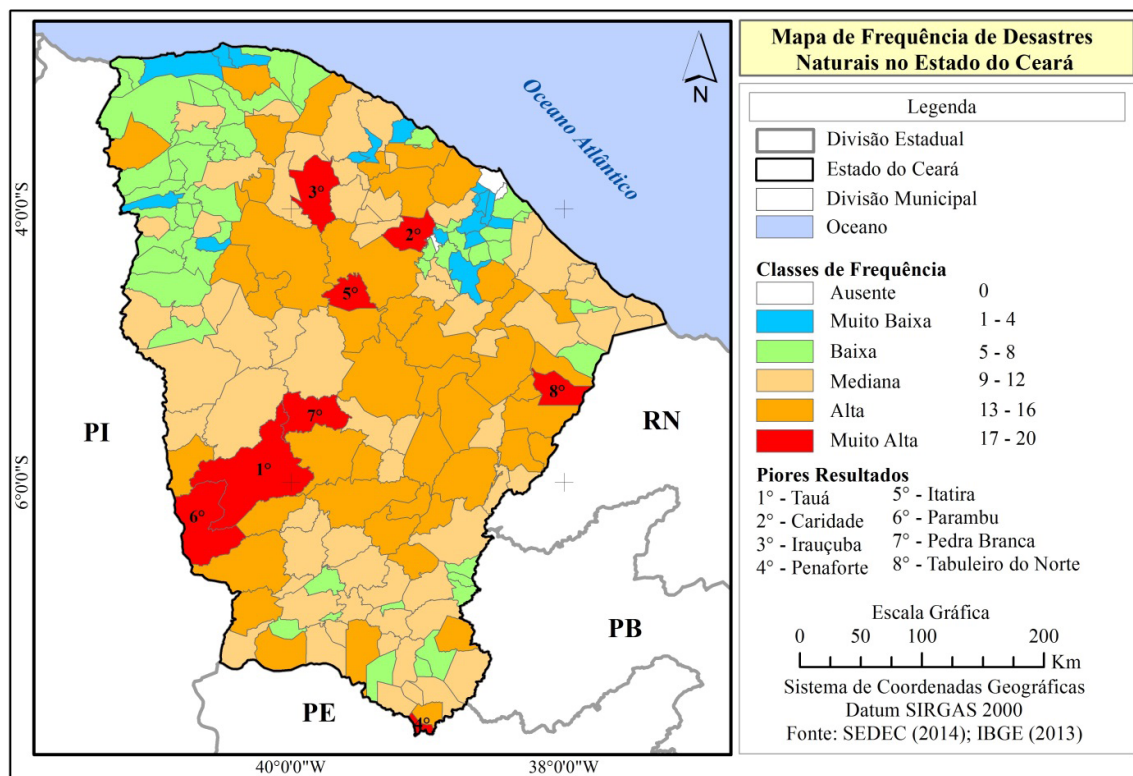 Mapa de Frequência de Desastres
Naturais no Estado do Ceará
Legenda
Divisão Estadual
Estado do Ceará
Divisão Municipal
Oceano
Classes de Frequência
Ausente 0
Muito Baixa 1 - 4
Baixa 5 - 8
Mediana 9 - 12
Alta 13 - 16
Muito Alta 17 - 20
Piores Resultados
1° - Tauá
2° - Caridade
3° - Irauçuba
4° - Penaforte
5° - Itatira
6° - Parambu
7° - Pedra Branca
8° - Tabuleiro do Norte
Escala Gráfica
0 50 100 200
Km
Sistema de Coordenadas Geográficas
Datum SIRGAS 2000
Fonte: SEDEC (2014); IBGE (2013)
N
Oceano Atlântico
4°0'0"S
6°0'0"S
40°0'0"W
38°0'0"W
3°
2°
5°
8°
7°
1°
6°
4°
PI
RN
PB
PE